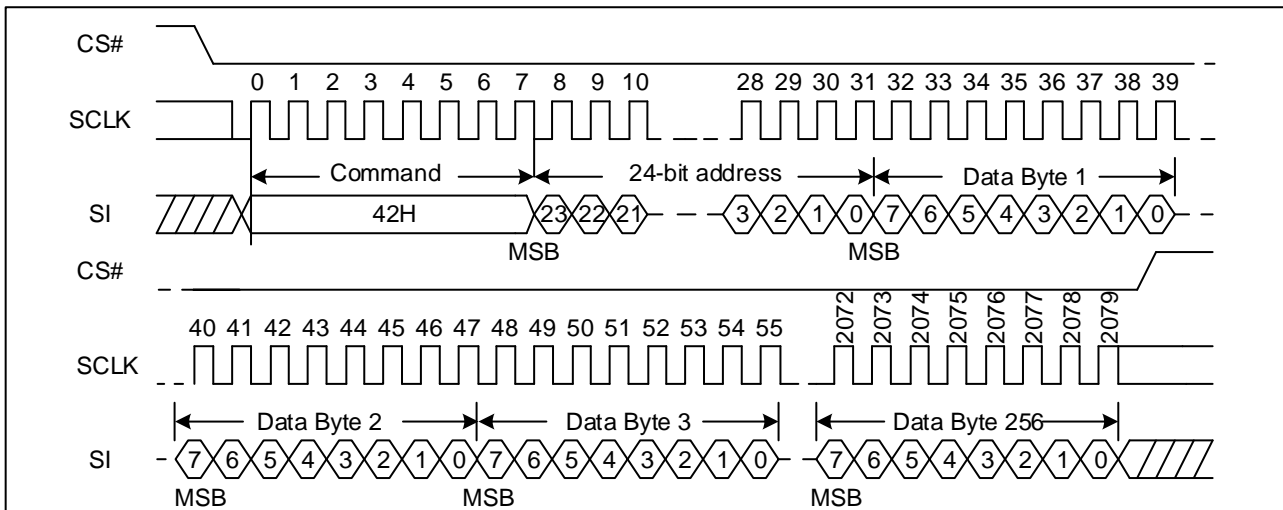 CS#
0 1 2 3 4 5 6 7 8 9 10 28 29 30 31 32 33 34 35 36 37 38 39
SCLK
Command 24-bit address Data Byte 1
SI 42H 23 22 21 3 2 1 0 7 6 5 4 3 2 1 0
MSB MSB
CS#
40 41 42 43 44 45 46 47 48 49 50 51 52 53 54 55 2072 2073 2074 2075 2076 2077 2078 2079
SCLK
Data Byte 2 Data Byte 3 Data Byte 256
SI 7 6 5 4 3 2 1 0 7 6 5 4 3 2 1 0 7 6 5 4 3 2 1 0
MSB MSB MSB